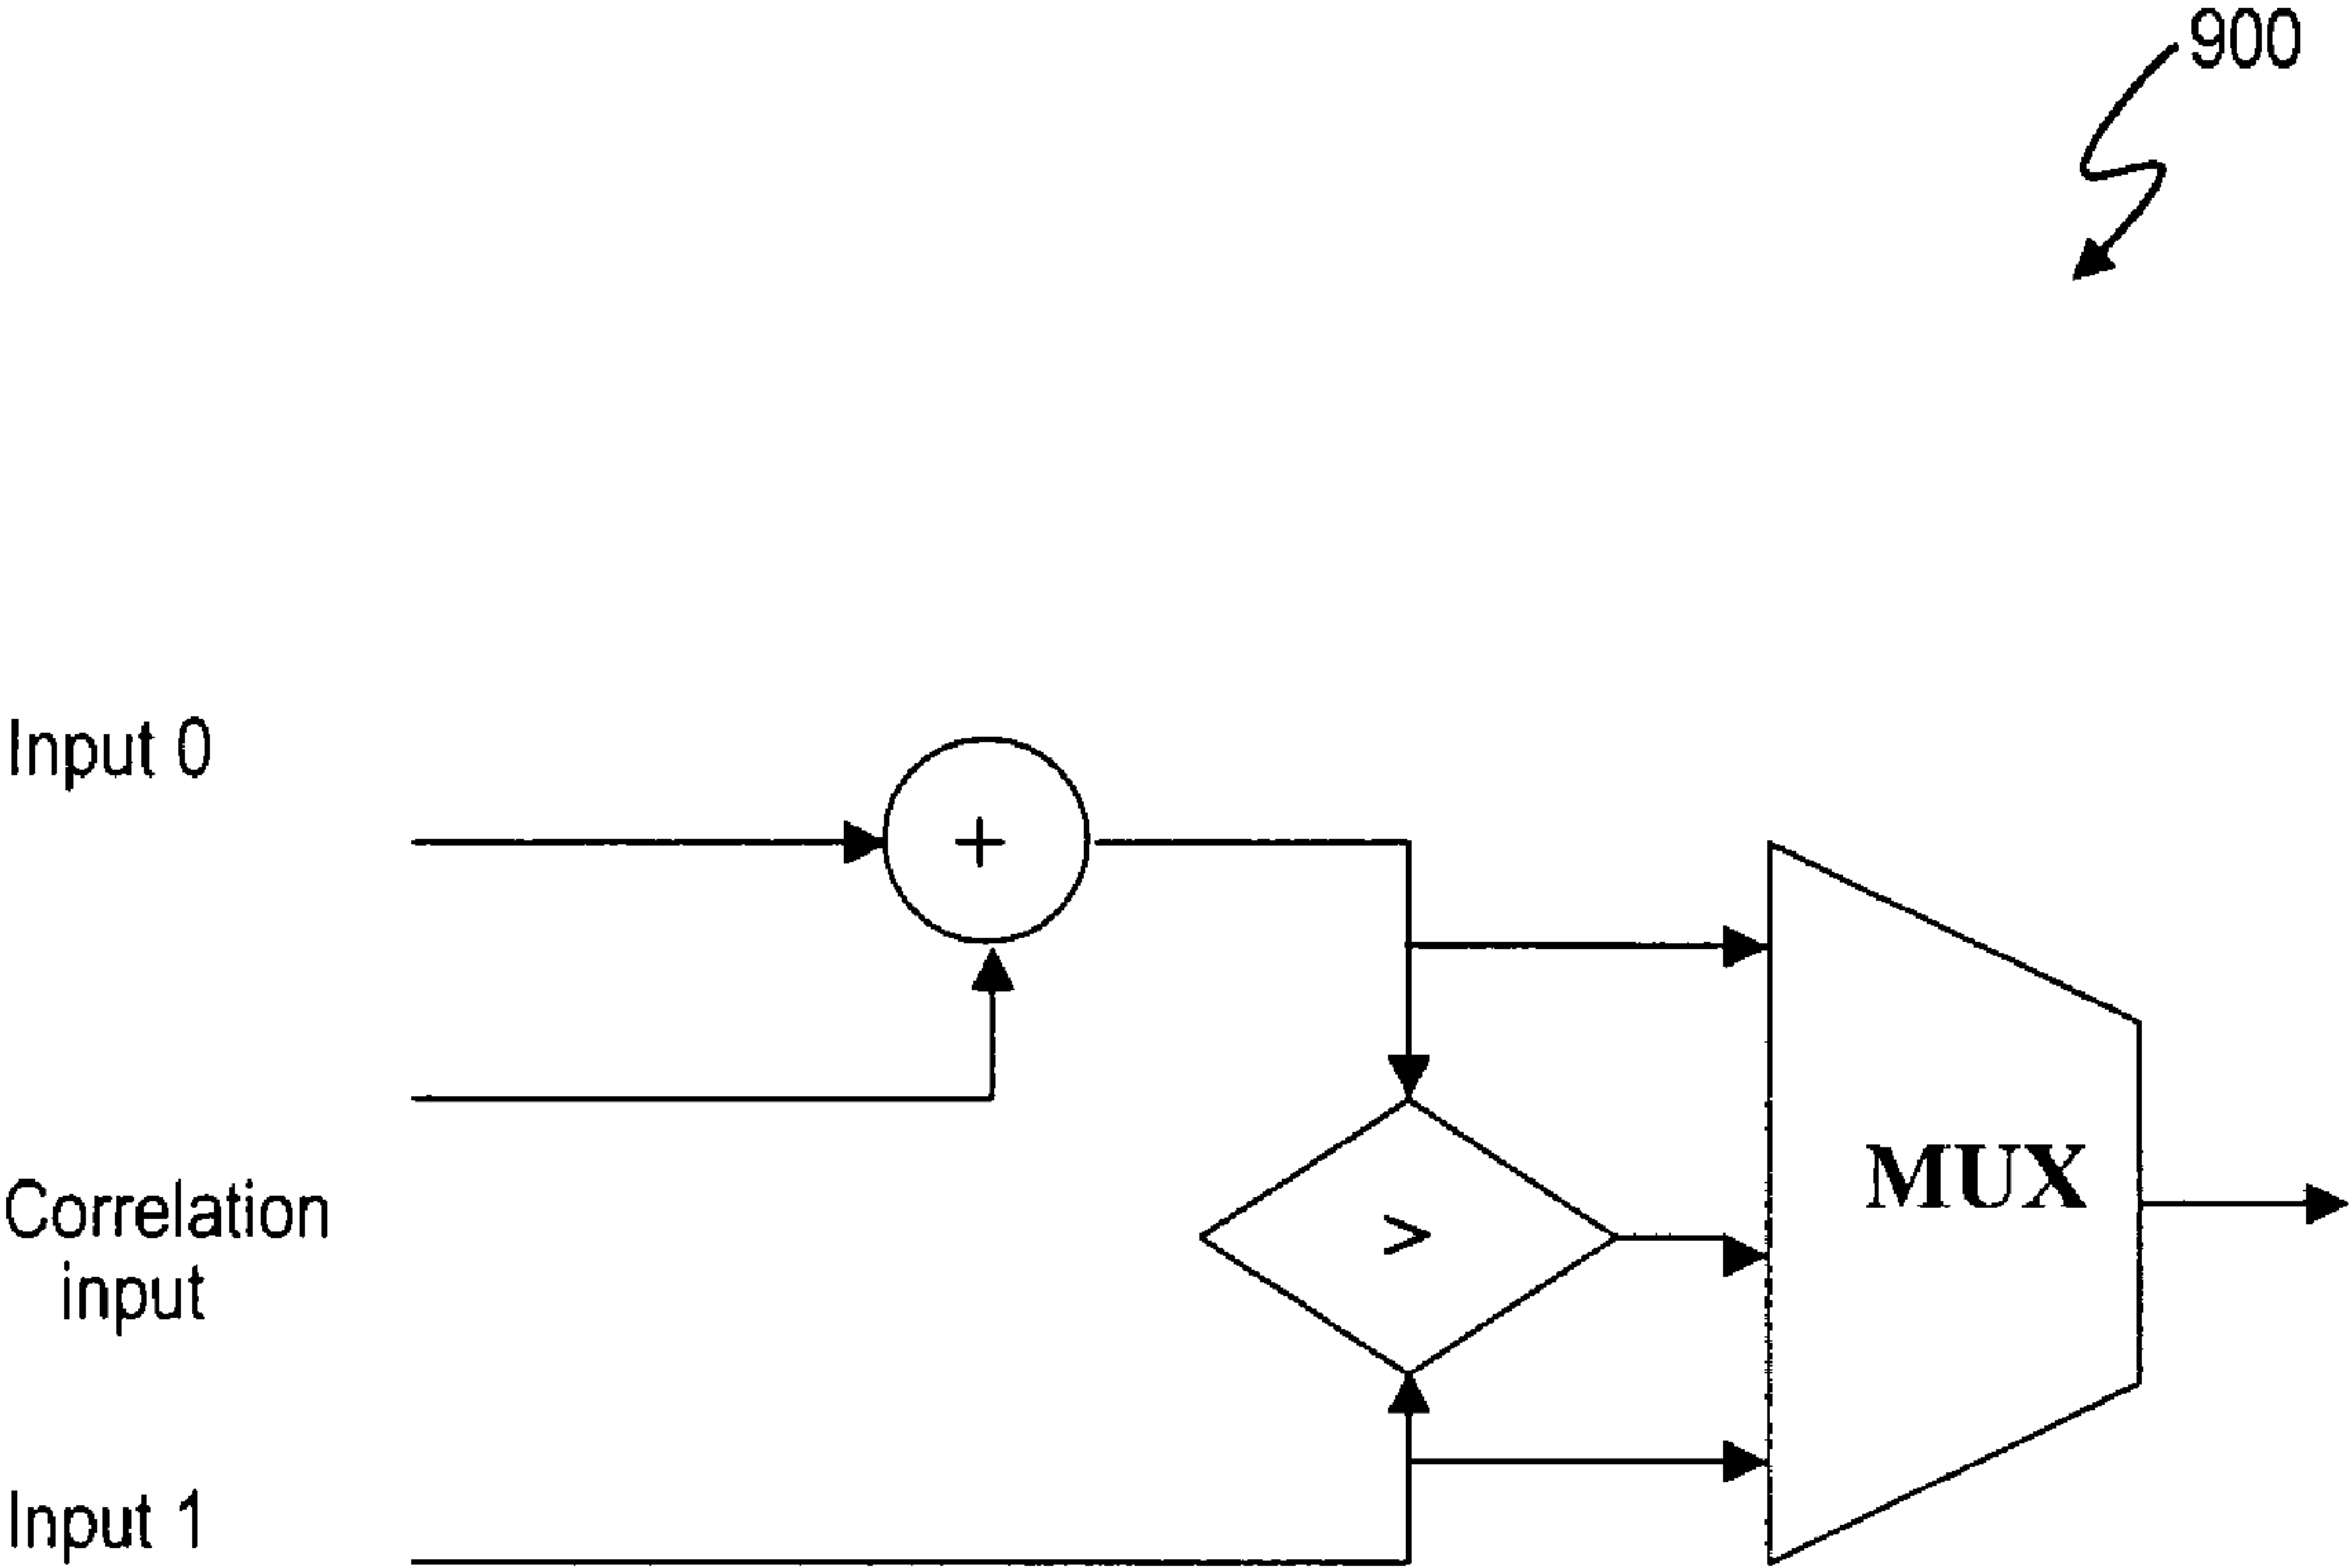 900
Input 0
+
Correlation
input
>
MUX
Input 1